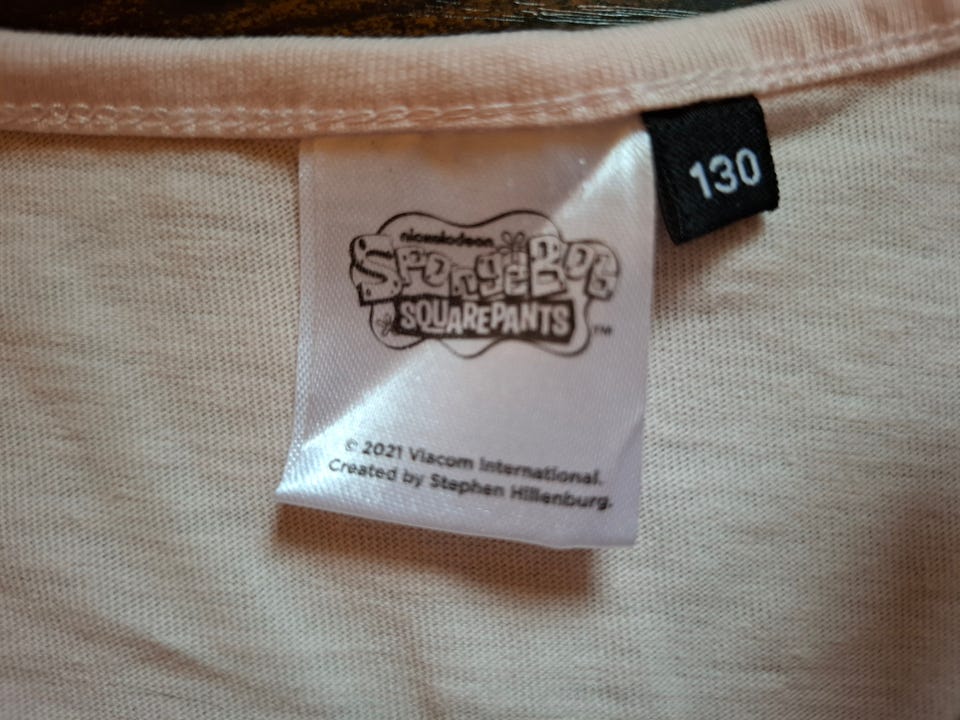 nickelodeon
SPONGEBOB
SQUAREPANTS
TM
130
© 2021 Viacom International.
Created by Stephen Hillenburg.